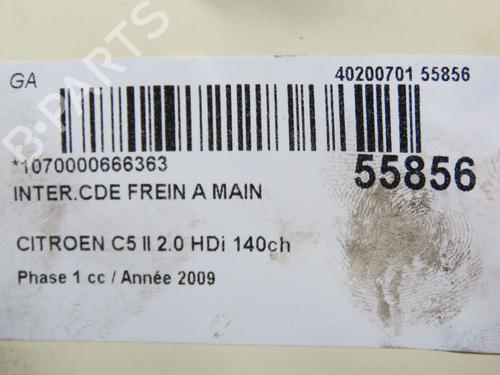 GA
40200701 55856
*1070000666363
55856
INTER.CDE FREIN A MAIN
CITROEN C5 II 2.0 HDi 140ch
Phase 1 cc / Année 2009
B-PARTS